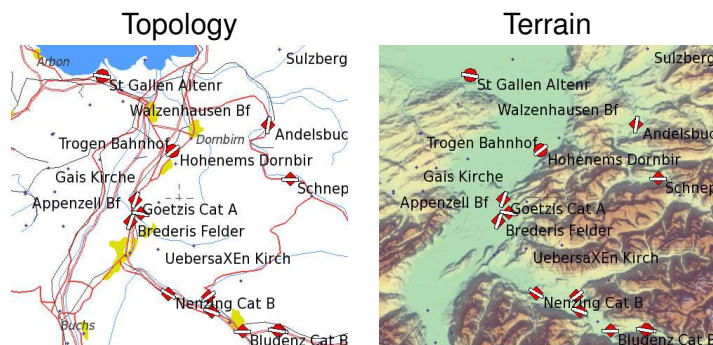 Topology
Terrain
Arbon
Sulzberg
St Gallen Altenr
Walzenhausen Bf
Dornbirn
Andelsbuc
Trogen Bahnhof
Hohenems Dornbir
Gais Kirche
Schnep
Appenzell Bf
Goetzis Cat A
Brederis Felder
UebersaXEn Kirch
Nenzing Cat B
Buchs
Bludenz Cat B
Sulzberg
St Gallen Altenr
Walzenhausen Bf
Andelsbuc
Trogen Bahnhof
Hohenems Dornbir
Gais Kirche
Schnep
Appenzell Bf
Goetzis Cat A
Brederis Felder
UebersaXEn Kirch
Nenzing Cat B
Bludenz Cat B